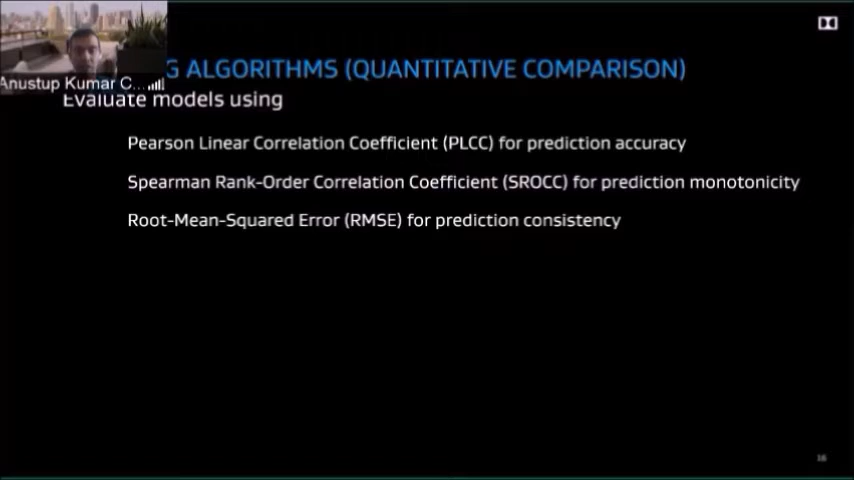 G ALGORITHMS (QUANTITATIVE COMPARISON)
Anustup Kumar C...
Evaluate models using
Pearson Linear Correlation Coefficient (PLCC) for prediction accuracy
Spearman Rank-Order Correlation Coefficient (SROCC) for prediction monotonicity
Root-Mean-Squared Error (RMSE) for prediction consistency
16